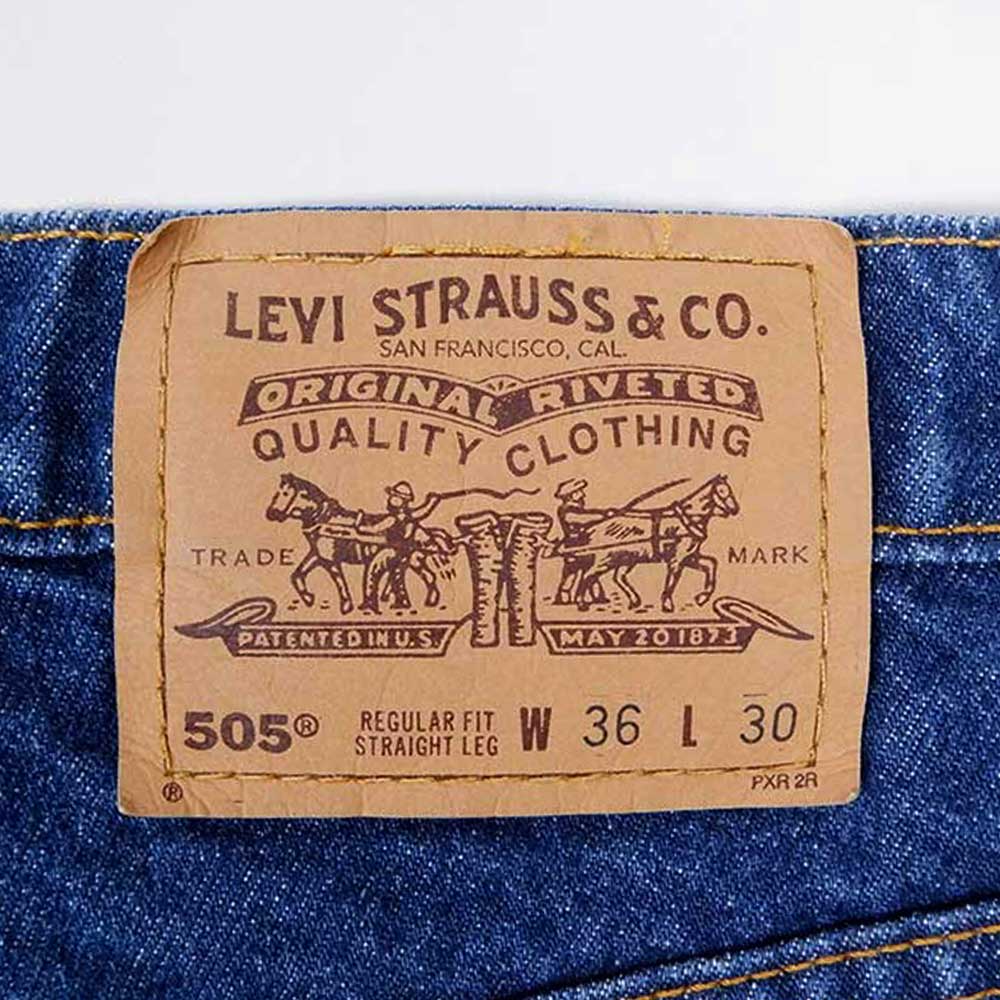 LEVI STRAUSS & CO.
SAN FRANCISCO, CAL.
ORIGINAL RIVETED
QUALITY CLOTHING
TRADE MARK
PATENTED IN U.S. MAY 20 1873
505® REGULAR FIT W 36 L 30
STRAIGHT LEG
® PXR 2R